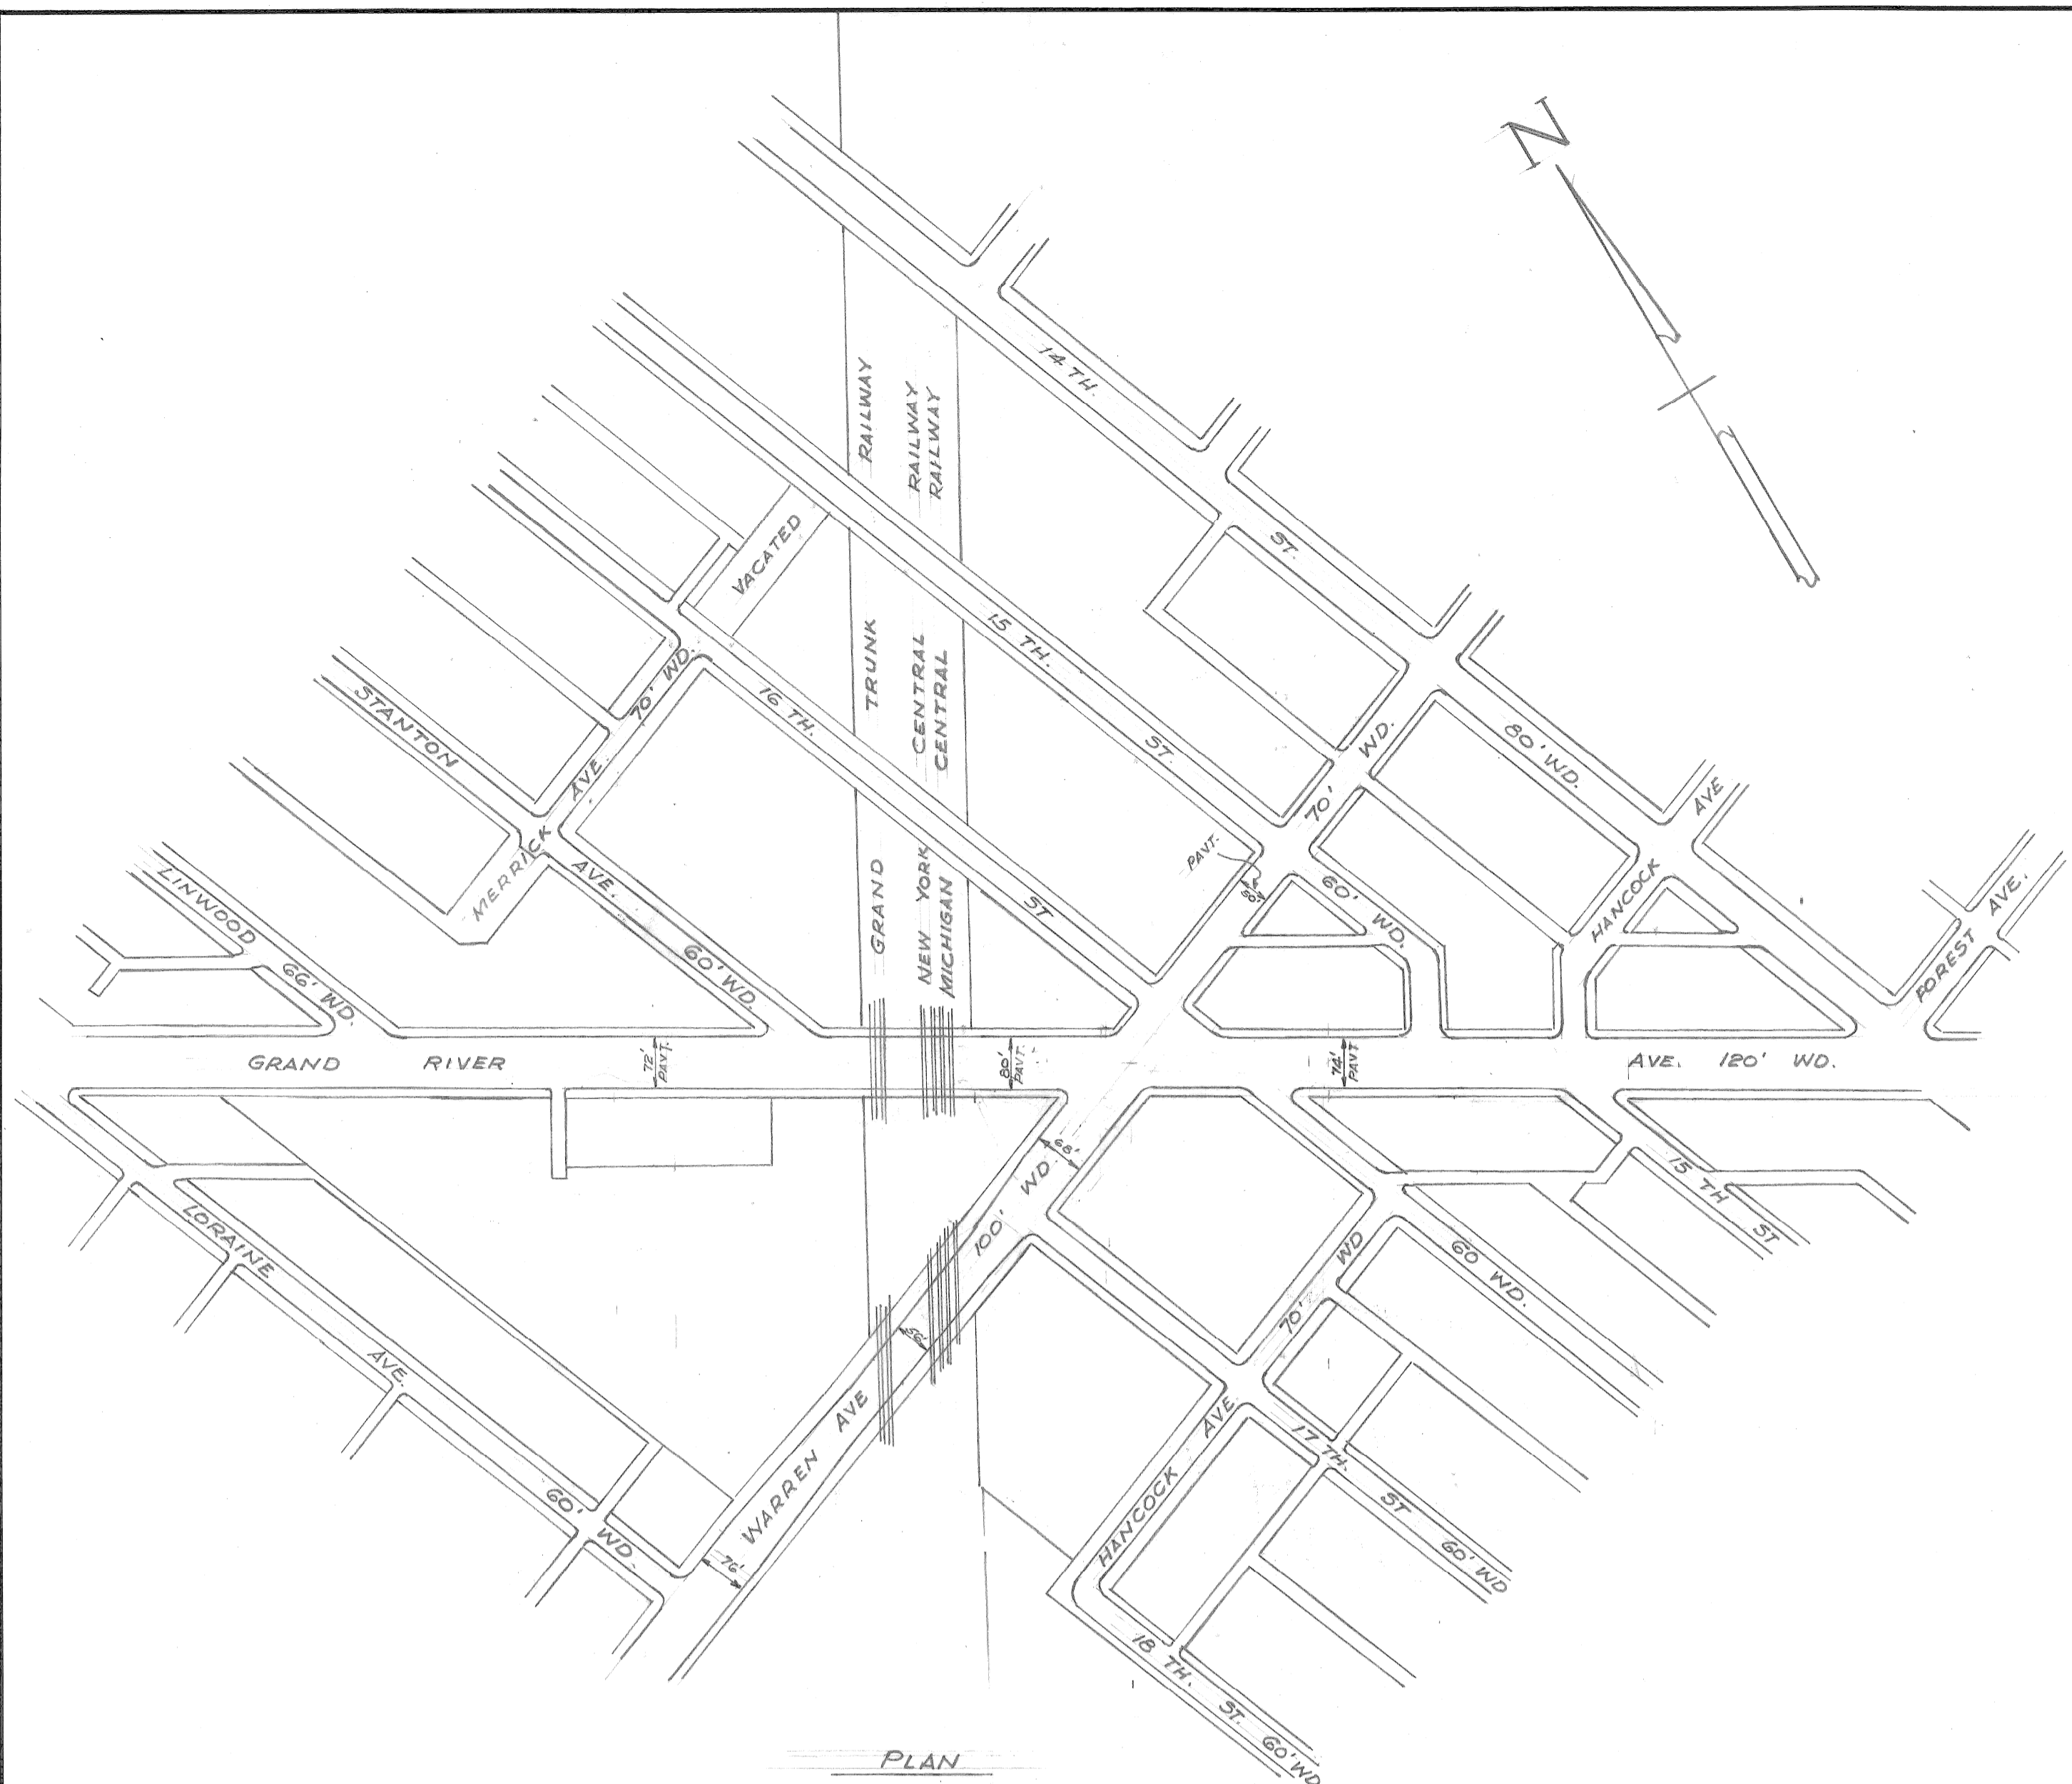 N
14 TH.
ST.
80' WD.
RAILWAY
RAILWAY
RAILWAY
VACATED
15 TH.
ST.
TRUNK
CENTRAL
CENTRAL
70' WD.
16 TH.
ST
STANTON
AVE.
60' WD.
MERRICK
AVE.
WD.
70'
PAVT.
60' WD.
AVE
HANCOCK
AVE.
FOREST
GRAND
NEW YORK
MICHIGAN
LINWOOD
66' WD.
GRAND RIVER
72'
PAVT.
80'
PAVT.
74'
PAVT
AVE. 120' WD.
68'
WD
100'
56'
WARREN AVE
76'
LORAINE
AVE.
60'
WD.
15
TH
ST
60 WD.
WD
70'
HANCOCK AVE
17 TH.
ST
60' WD
18 TH.
ST.
60' WD
PLAN